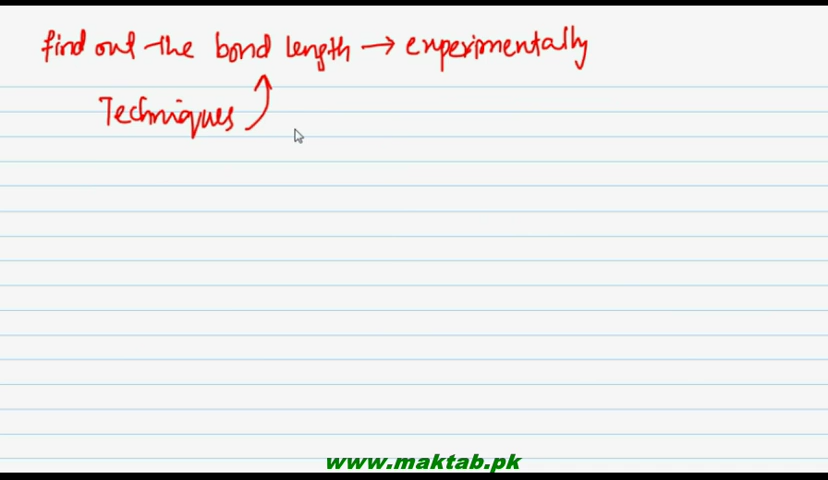 find out the bond length → experimentally
Techniques
www.maktab.pk